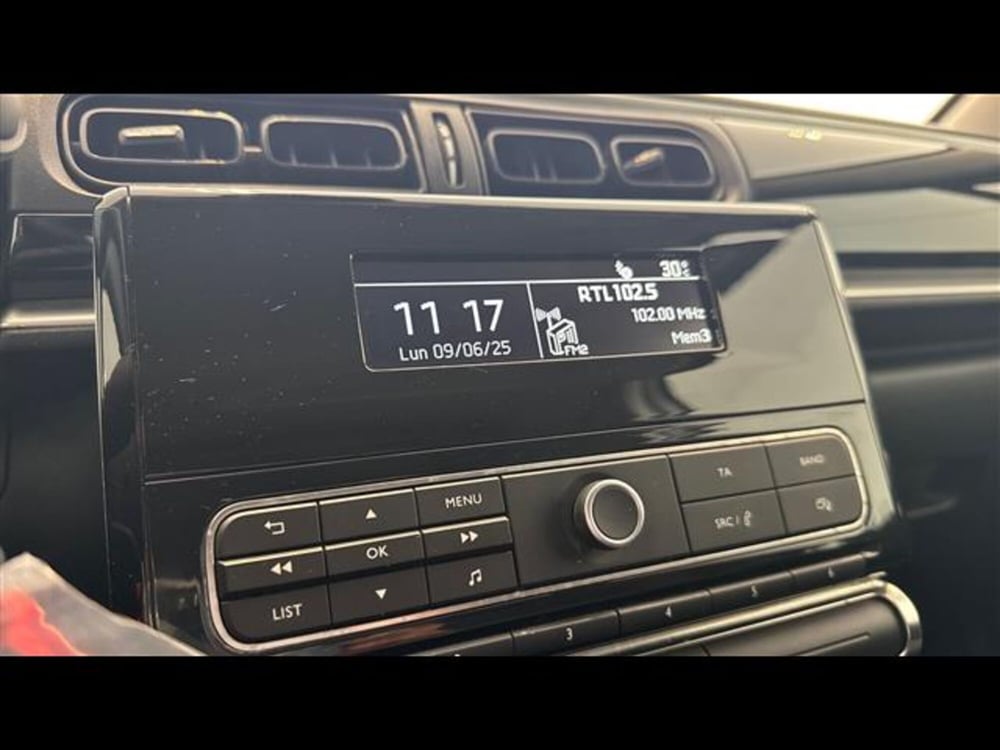 30°
RTL102.5
11 17
102.00 MHz
Lun 09/06/25
FM2
Mem3
MENU
TA
BAND
OK
SRC /
LIST
3
4
5
6